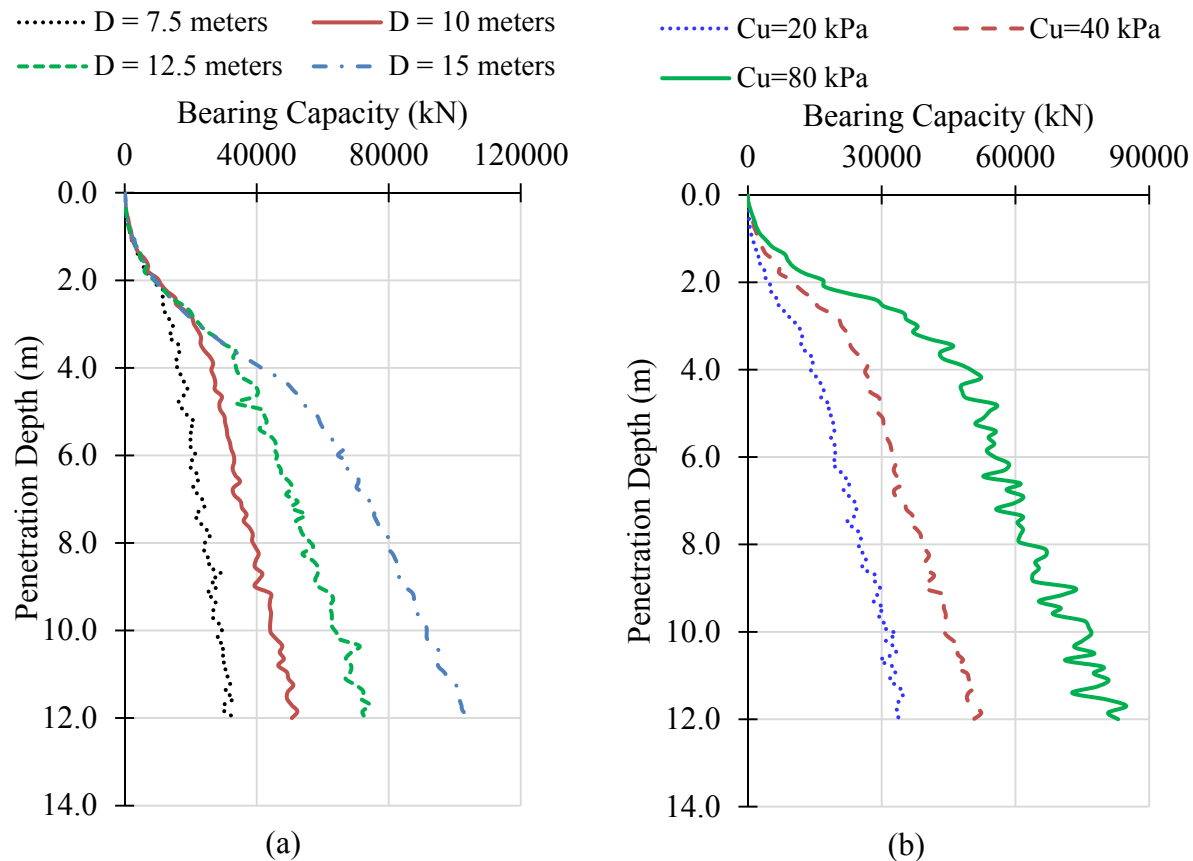 D = 7.5 meters
D = 10 meters
D = 12.5 meters
D = 15 meters
Bearing Capacity (kN)
0 40000 80000 120000
0.0
2.0
4.0
6.0
8.0
10.0
12.0
14.0
Penetration Depth (m)
(a)
Cu=20 kPa
Cu=40 kPa
Cu=80 kPa
Bearing Capacity (kN)
0 30000 60000 90000
0.0
2.0
4.0
6.0
8.0
10.0
12.0
14.0
Penetration Depth (m)
(b)